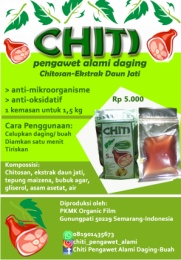 CHITI
pengawet alami daging
Chitosan-Ekstrak Daun Jati
> anti-mikroorganisme
> anti-oksidatif
1 kemasan untuk 1,5 kg
Rp 5.000
CHITI
Cara Penggunaan:
Celupkan daging/ buah
Diamkan satu menit
Tiriskan
Komposisi:
Chitosan, ekstrak daun jati,
tepung maizena, bubuk agar,
gliserol, asam asetat, air
Diproduksi oleh:
PKMK Organic Film
Gunungpati 50229 Semarang-Indonesia
081901435673
chiti_pengawet_alami
Chiti Pengawet Alami Daging-Buah